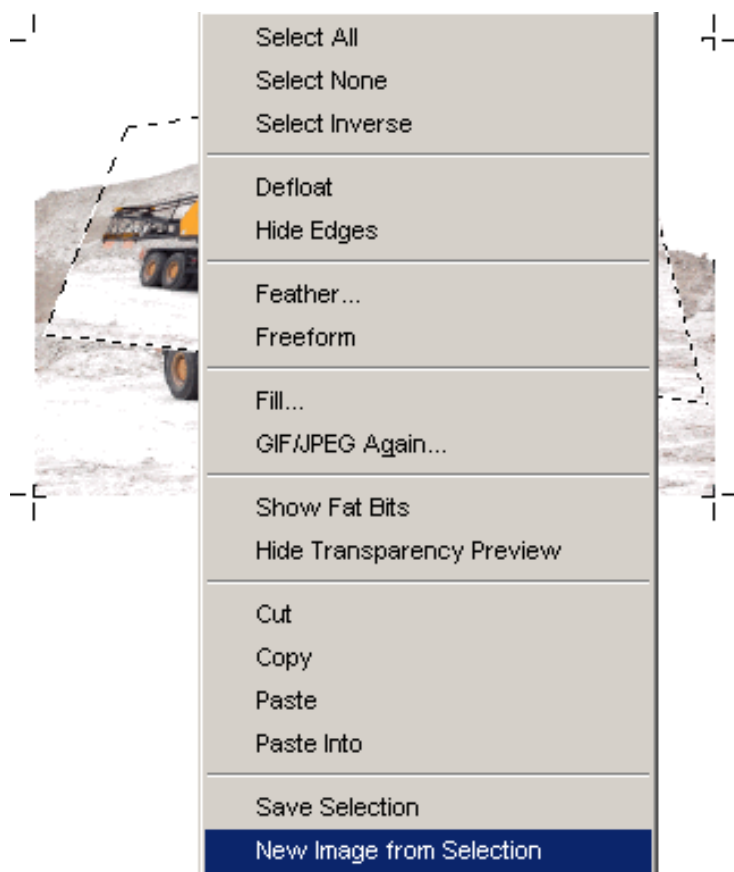 Select All
Select None
Select Inverse
Defloat
Hide Edges
Feather...
Freeform
Fill...
GIF/JPEG Again...
Show Fat Bits
Hide Transparency Preview
Cut
Copy
Paste
Paste Into
Save Selection
New Image from Selection